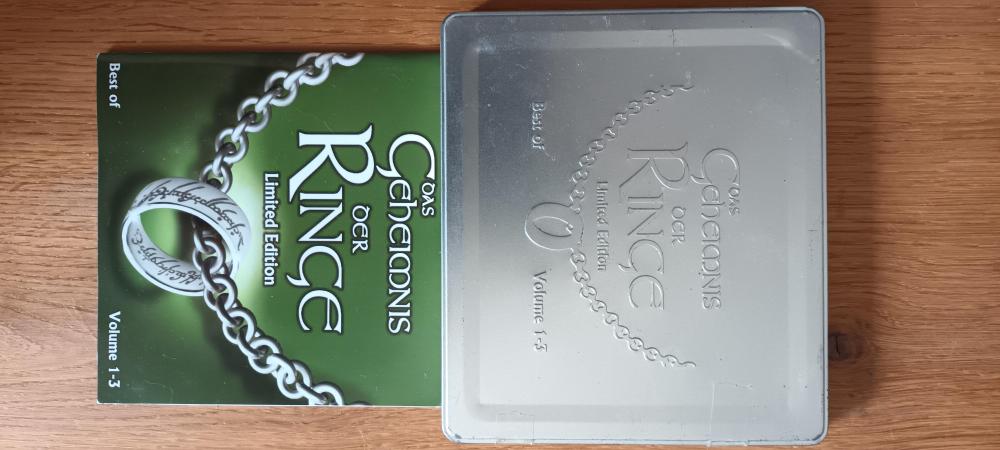 Das
Geheimnis
der
Ringe
Limited Edition
Best of
Volume 1-3
Das
Geheimnis
der
Ringe
Limited Edition
Best of
Volume 1-3